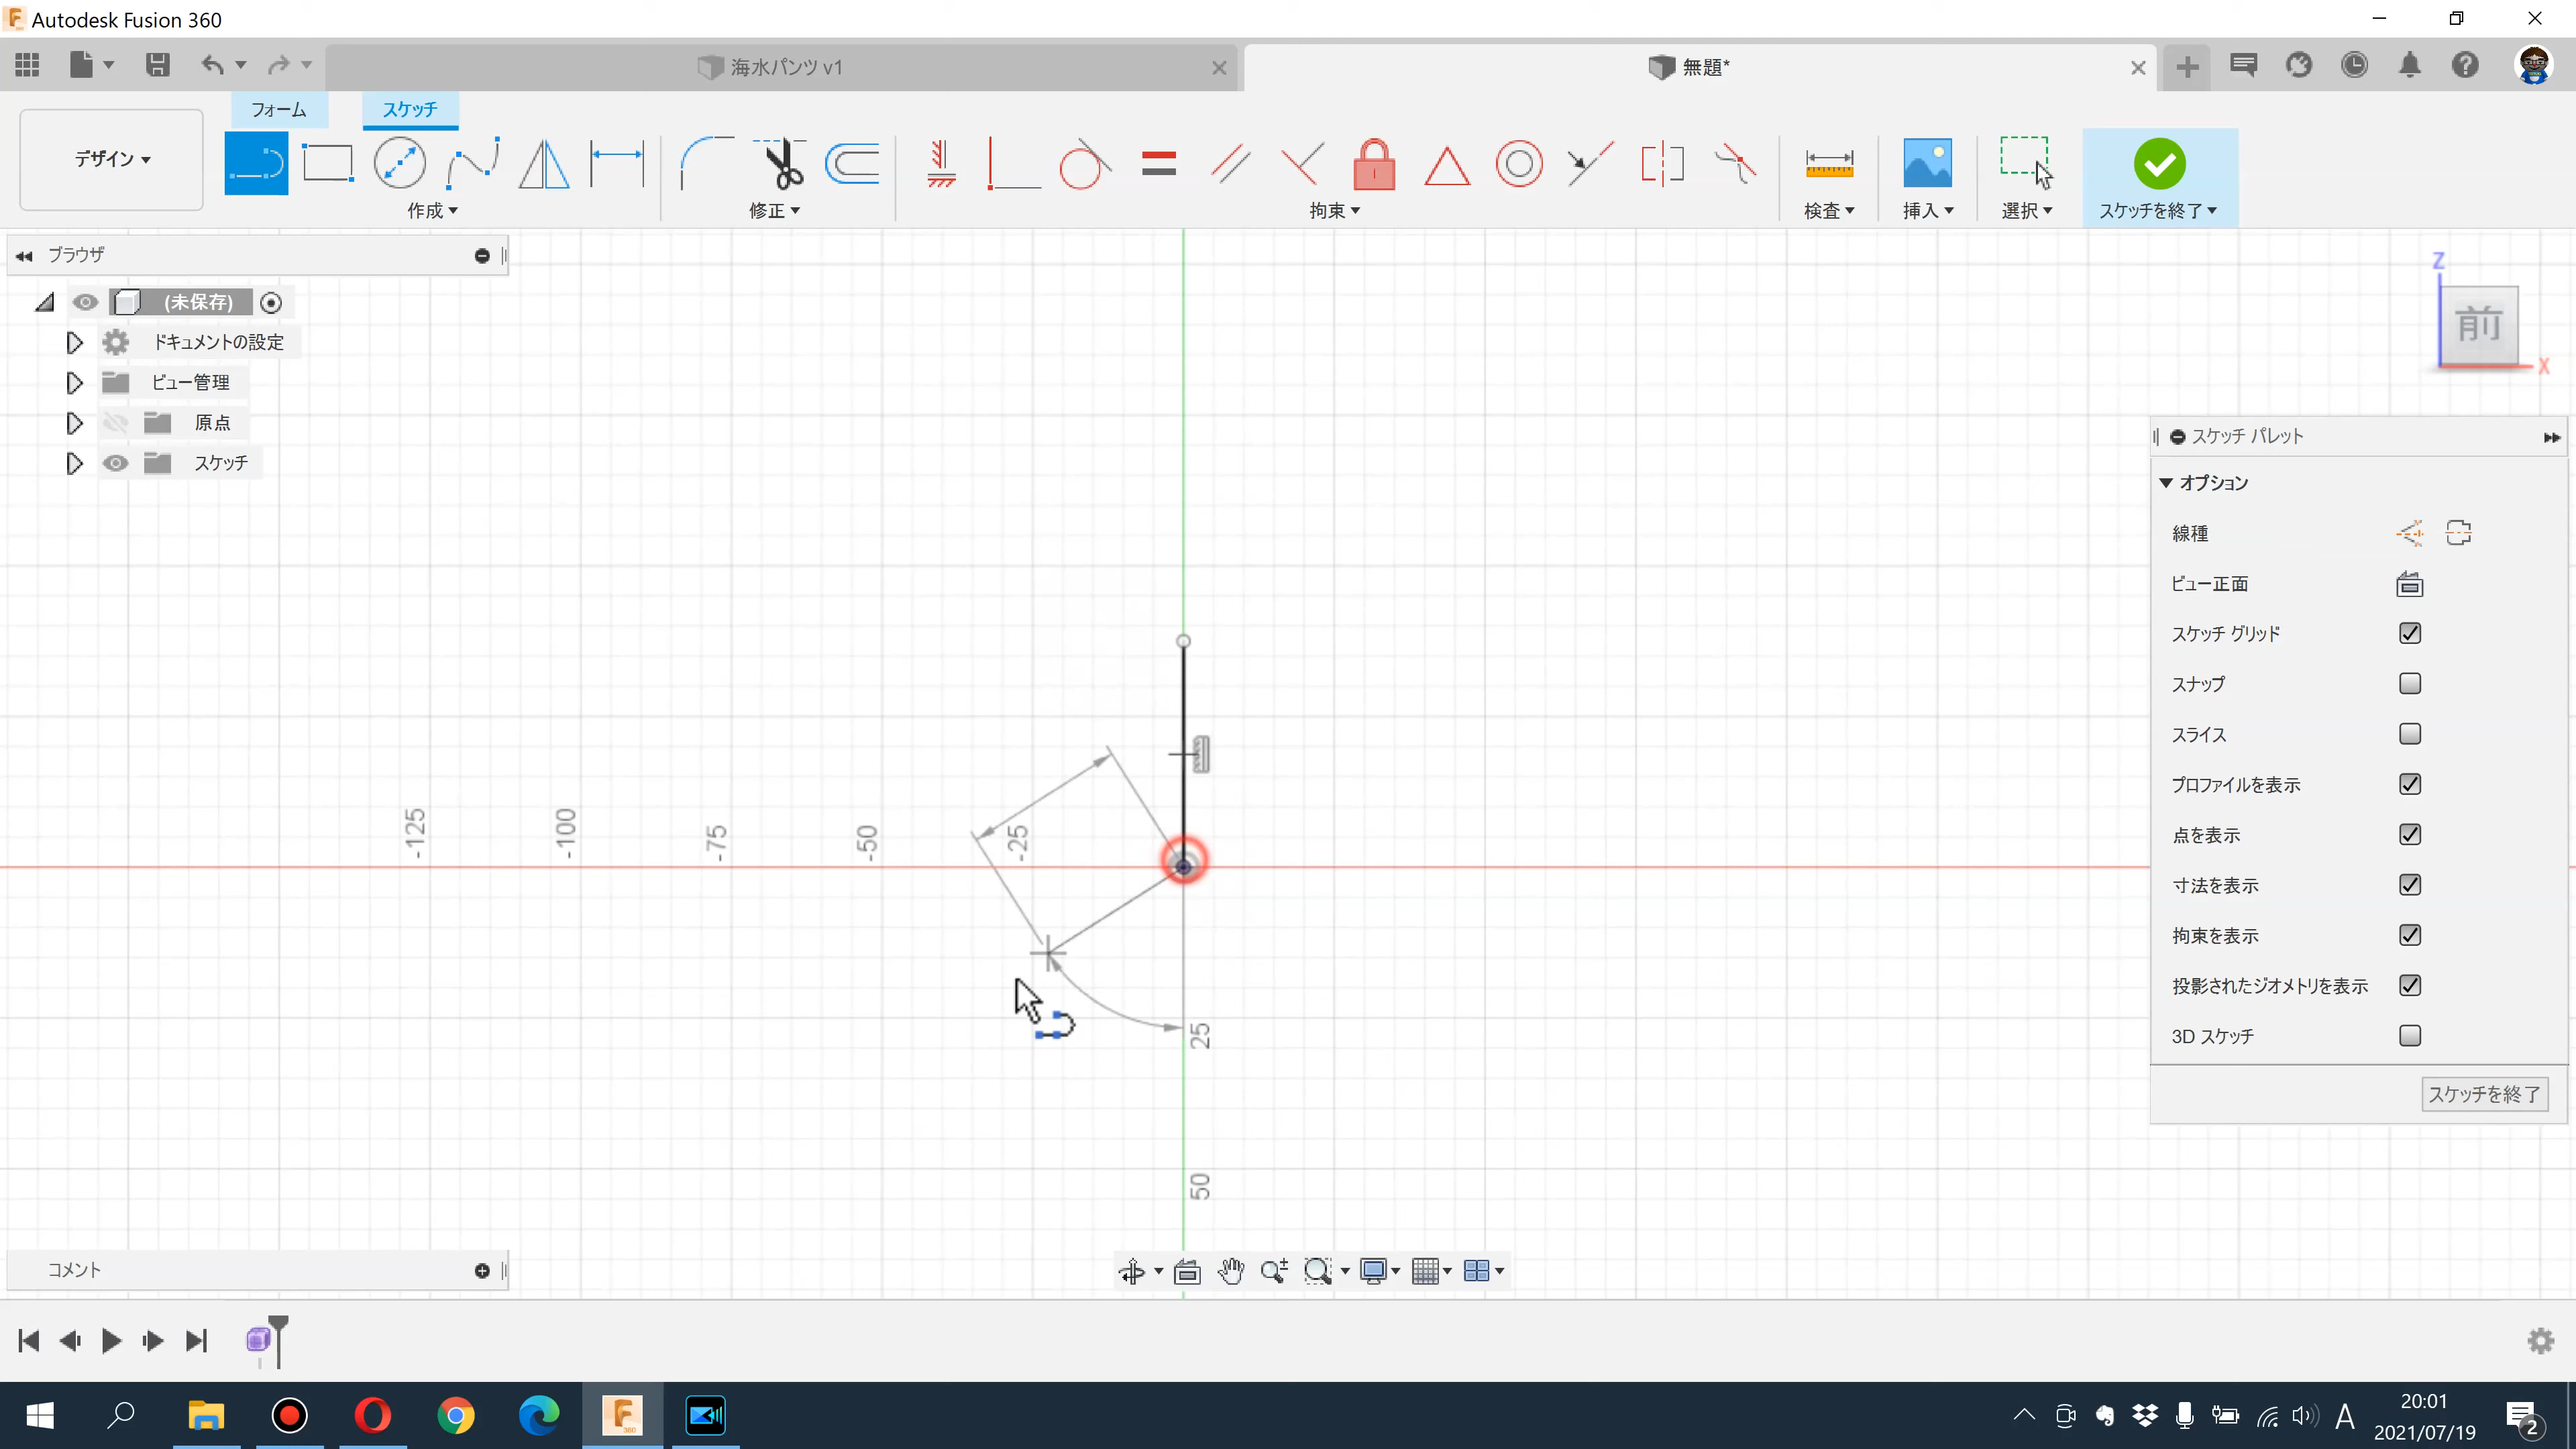 Autodesk Fusion 360
海水パンツ v1
無題*
フォーム
スケッチ
デザイン
作成
修正
拘束
検査
挿入
選択
スケッチを終了
ブラウザ
(未保存)
ドキュメントの設定
ビュー管理
原点
スケッチ
Z
前
X
スケッチ パレット
オプション
線種
ビュー正面
スケッチ グリッド
スナップ
スライス
プロファイルを表示
点を表示
寸法を表示
拘束を表示
投影されたジオメトリを表示
3D スケッチ
スケッチを終了
-125
-100
-75
-50
-25
25
50
コメント
A
20:01
2021/07/19
2